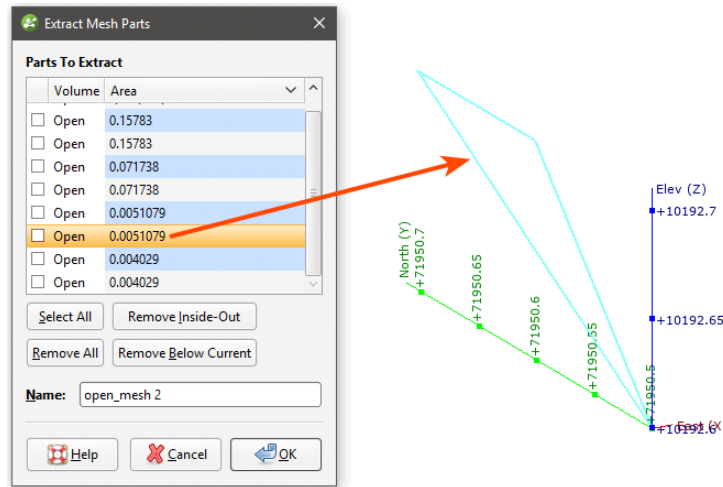 Extract Mesh Parts
Parts To Extract
Volume Area
Open 0.15783
Open 0.15783
Open 0.071738
Open 0.071738
Open 0.0051079
Open 0.0051079
Open 0.004029
Open 0.004029
Select All Remove Inside-Out
Remove All Remove Below Current
Name: open_mesh 2
Help Cancel OK
Elev (Z)
+10192.7
+10192.65
+10192.6
North (Y)
+71950.7
+71950.65
+71950.6
+71950.55
+71950.5
East (X